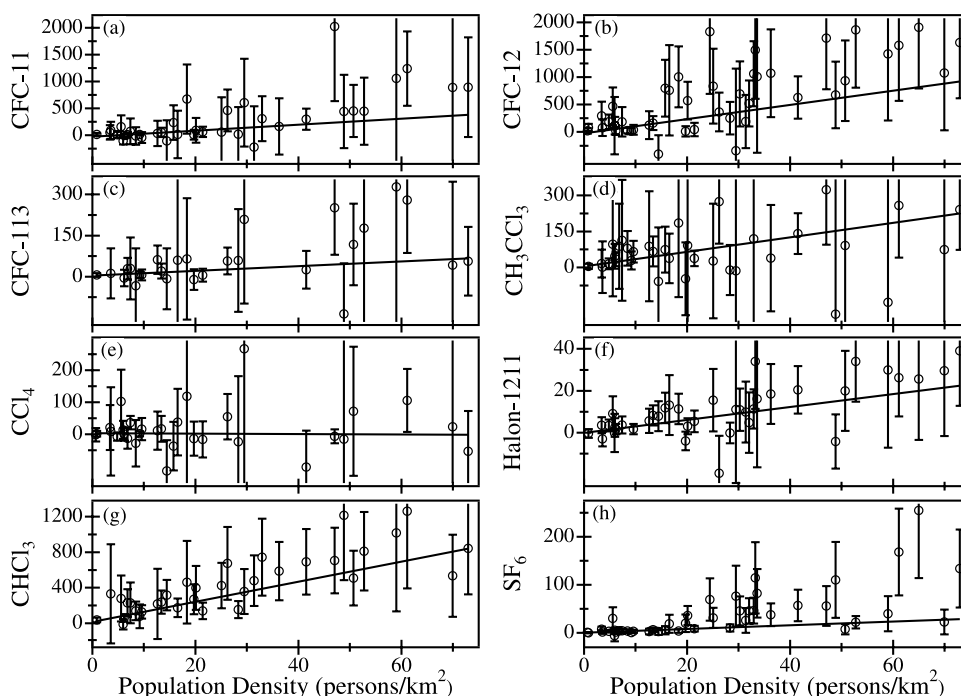 (a)
CFC-11
2000
1500
1000
500
0
(b)
CFC-12
2000
1500
1000
500
0
(c)
CFC-113
300
150
0
(d)
CH₃CCl₃
300
150
0
(e)
CCl₄
200
100
0
(f)
Halon-1211
40
20
0
(g)
CHCl₃
1200
800
400
0
0 20 40 60
Population Density (persons/km²)
(h)
SF₆
200
100
0
0 20 40 60
Population Density (persons/km²)